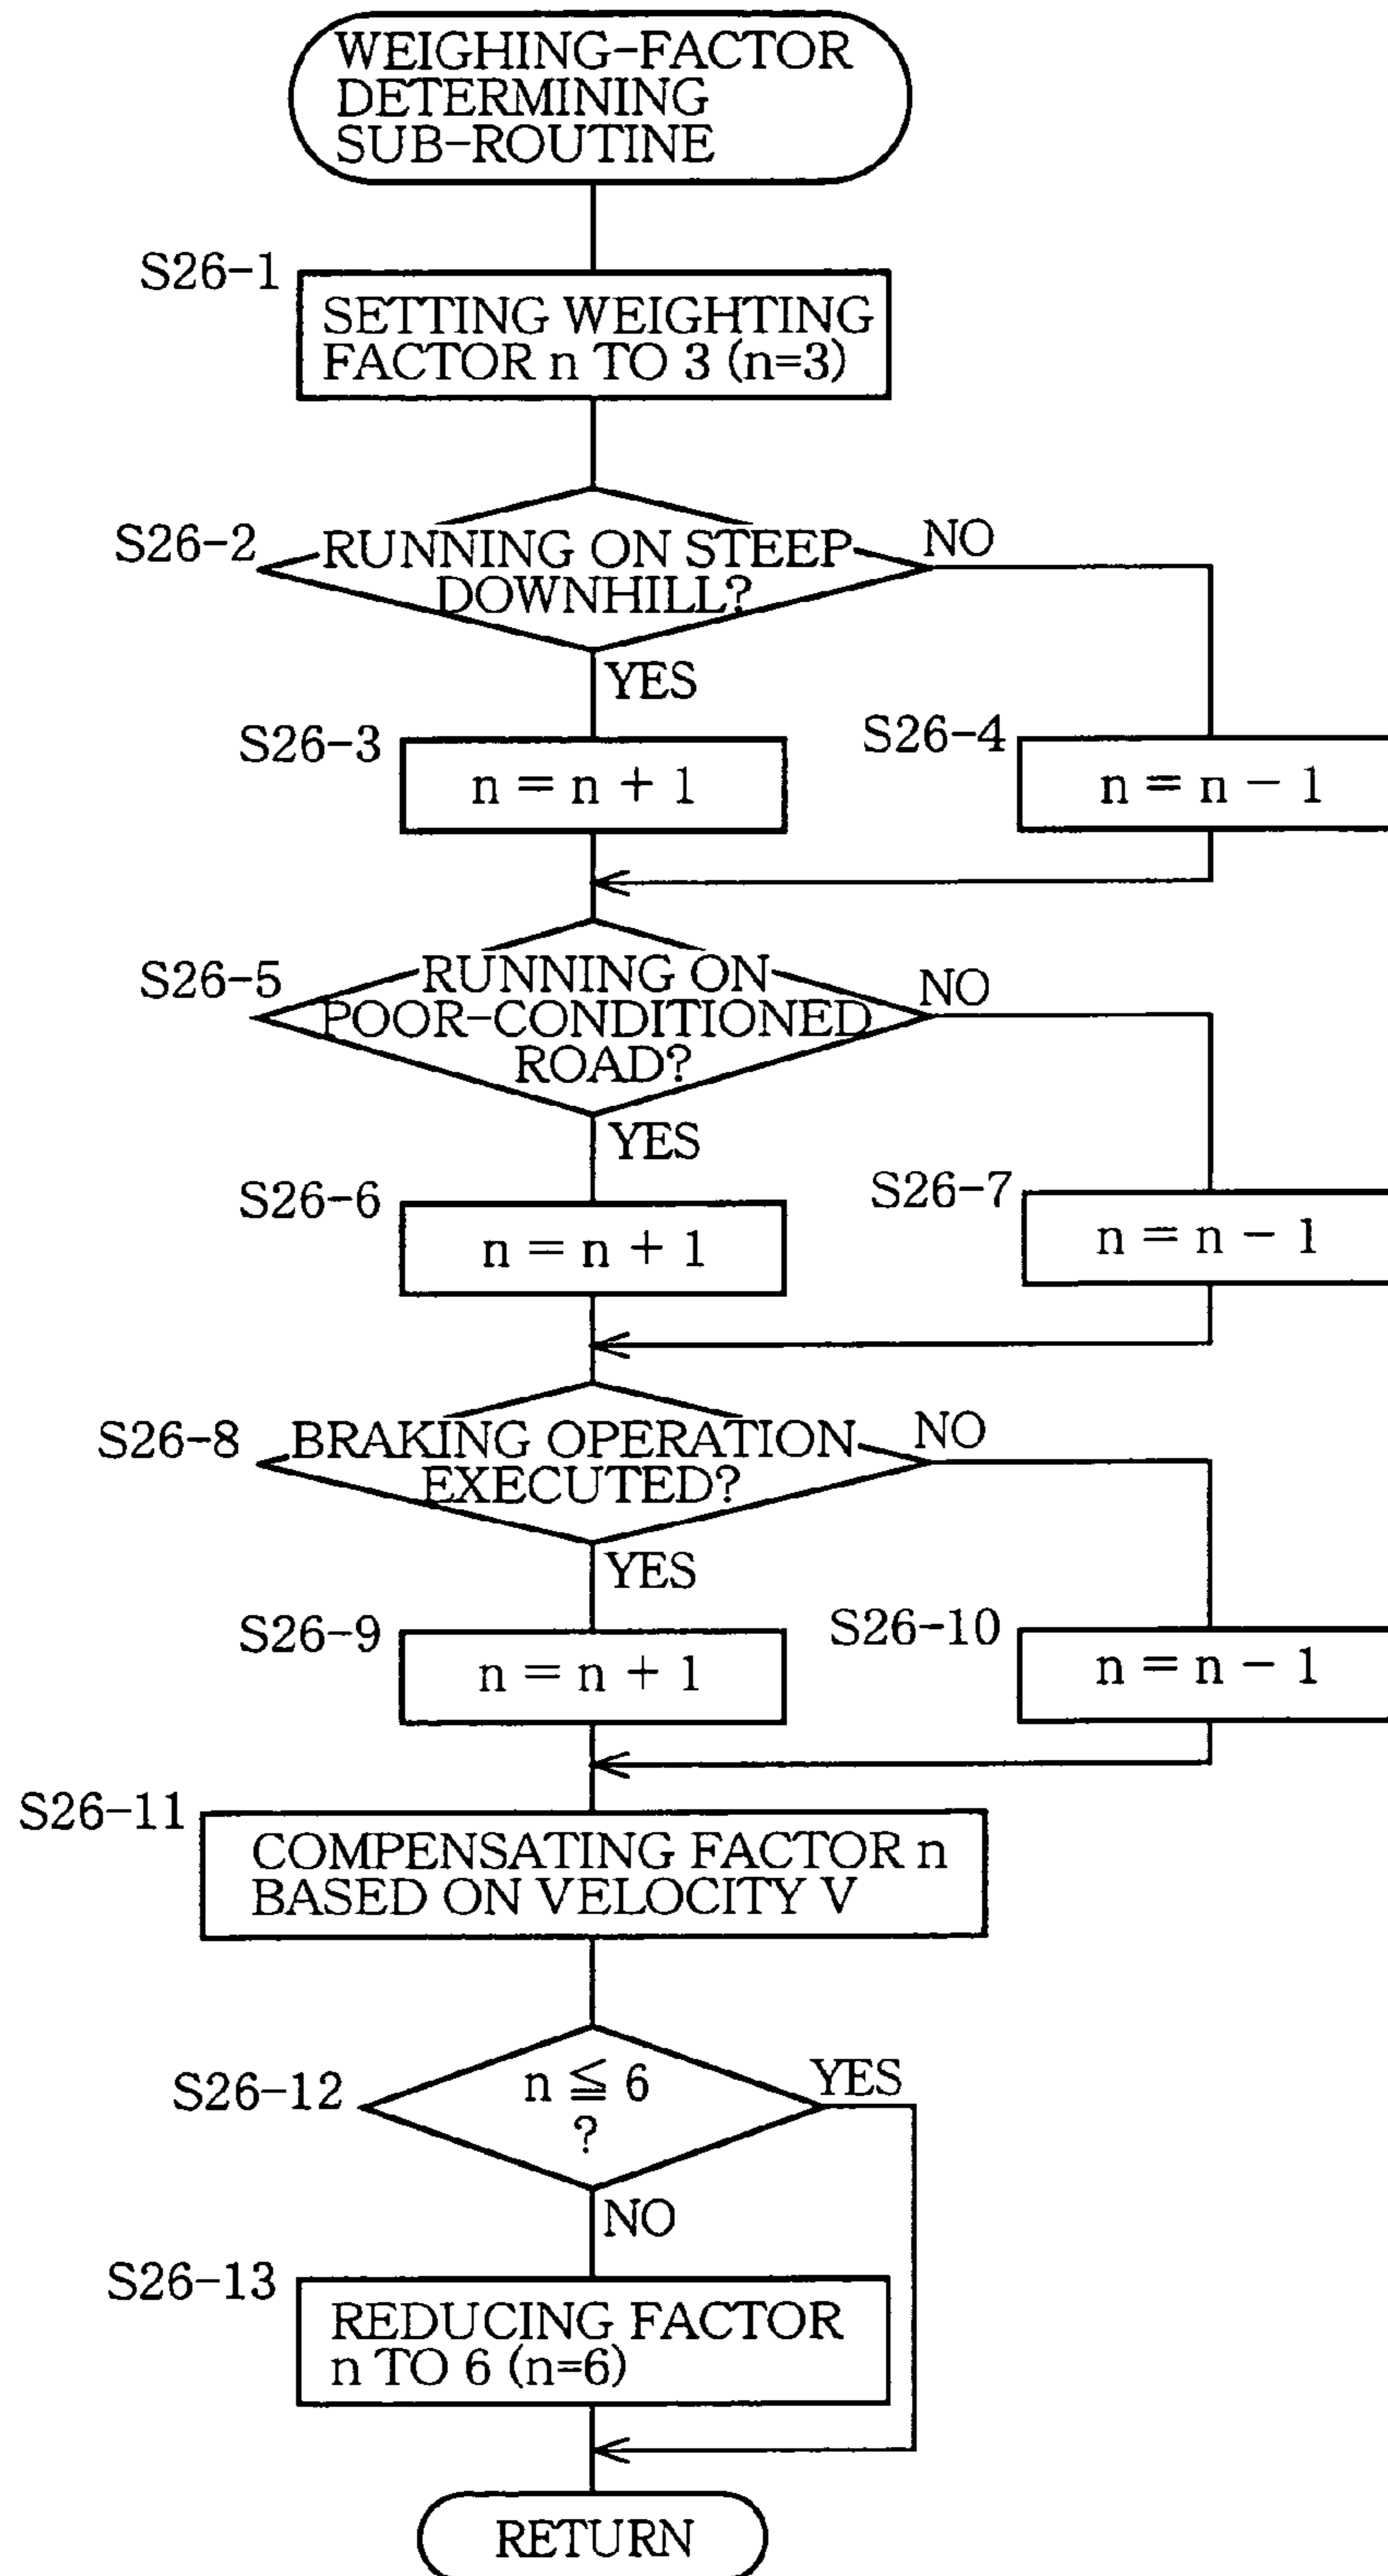 WEIGHING-FACTOR
DETERMINING
SUB-ROUTINE
S26-1
SETTING WEIGHTING
FACTOR n TO 3 (n=3)
S26-2
RUNNING ON STEEP
DOWNHILL?
NO
YES
S26-3
n = n + 1
S26-4
n = n - 1
S26-5
RUNNING ON
POOR-CONDITIONED
ROAD?
NO
YES
S26-6
n = n + 1
S26-7
n = n - 1
S26-8
BRAKING OPERATION
EXECUTED?
NO
YES
S26-9
n = n + 1
S26-10
n = n - 1
S26-11
COMPENSATING FACTOR n
BASED ON VELOCITY V
S26-12
n ≦ 6
?
YES
NO
S26-13
REDUCING FACTOR
n TO 6 (n=6)
RETURN